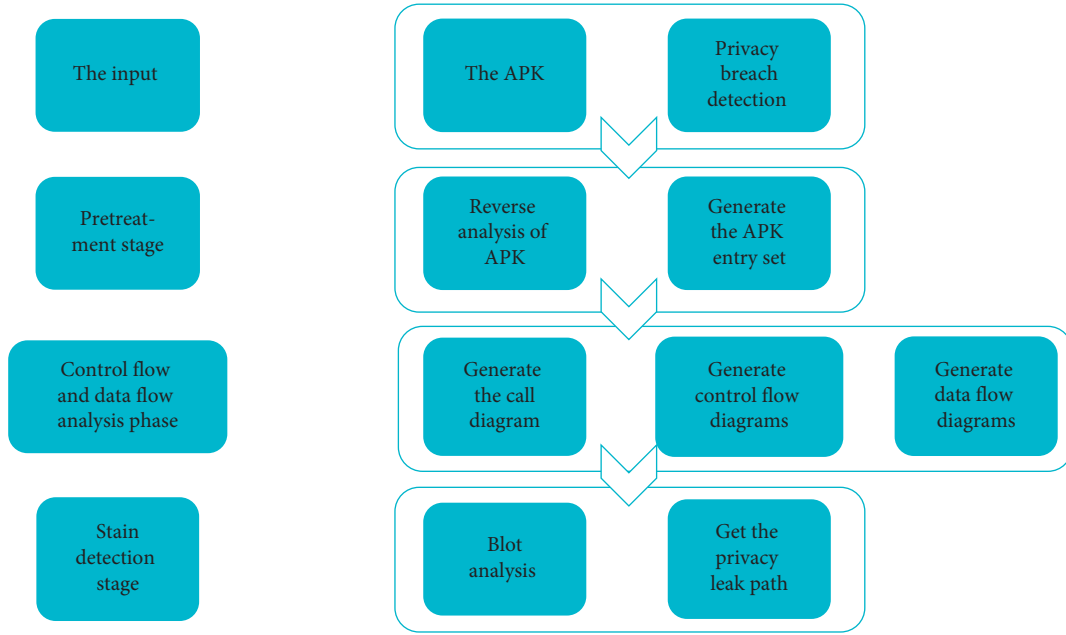 The input
The APK
Privacy
breach
detection
Pretreat-
ment stage
Reverse
analysis of
APK
Generate
the APK
entry set
Control flow
and data flow
analysis phase
Generate
the call
diagram
Generate
control flow
diagrams
Generate
data flow
diagrams
Stain
detection
stage
Blot
analysis
Get the
privacy
leak path